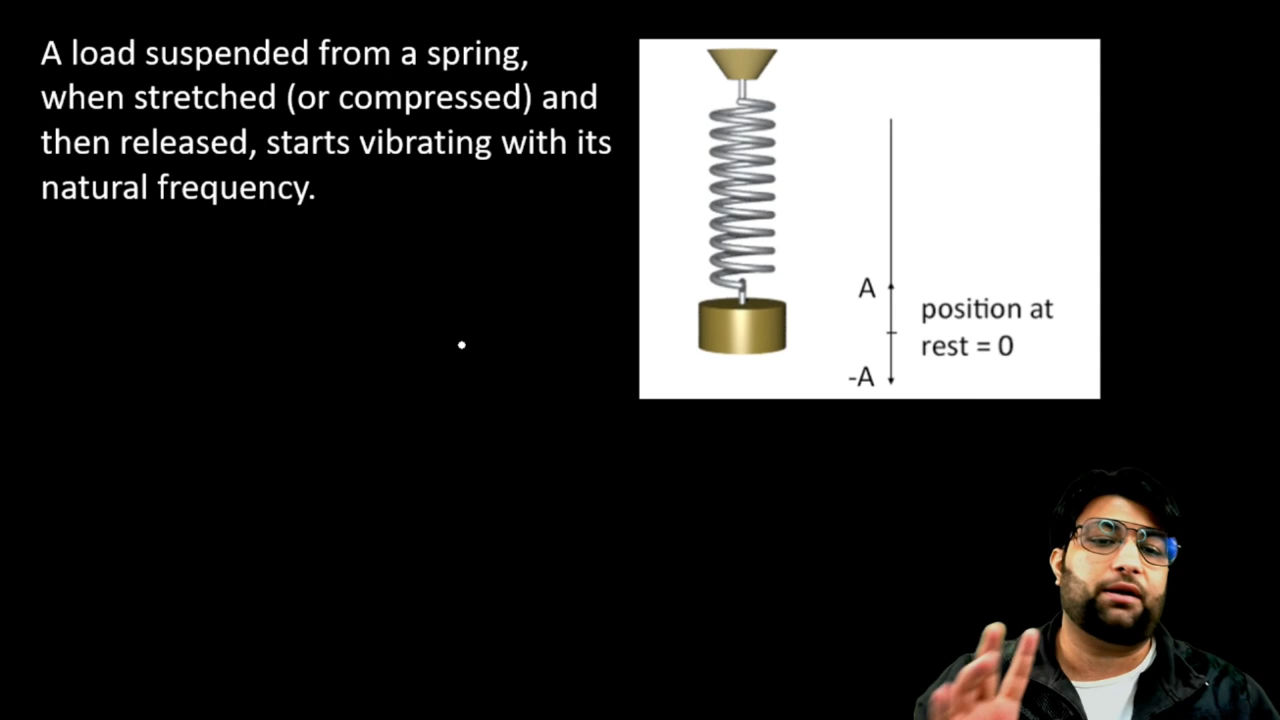 A load suspended from a spring,
when stretched (or compressed) and
then released, starts vibrating with its
natural frequency.
A
position at
rest = 0
-A